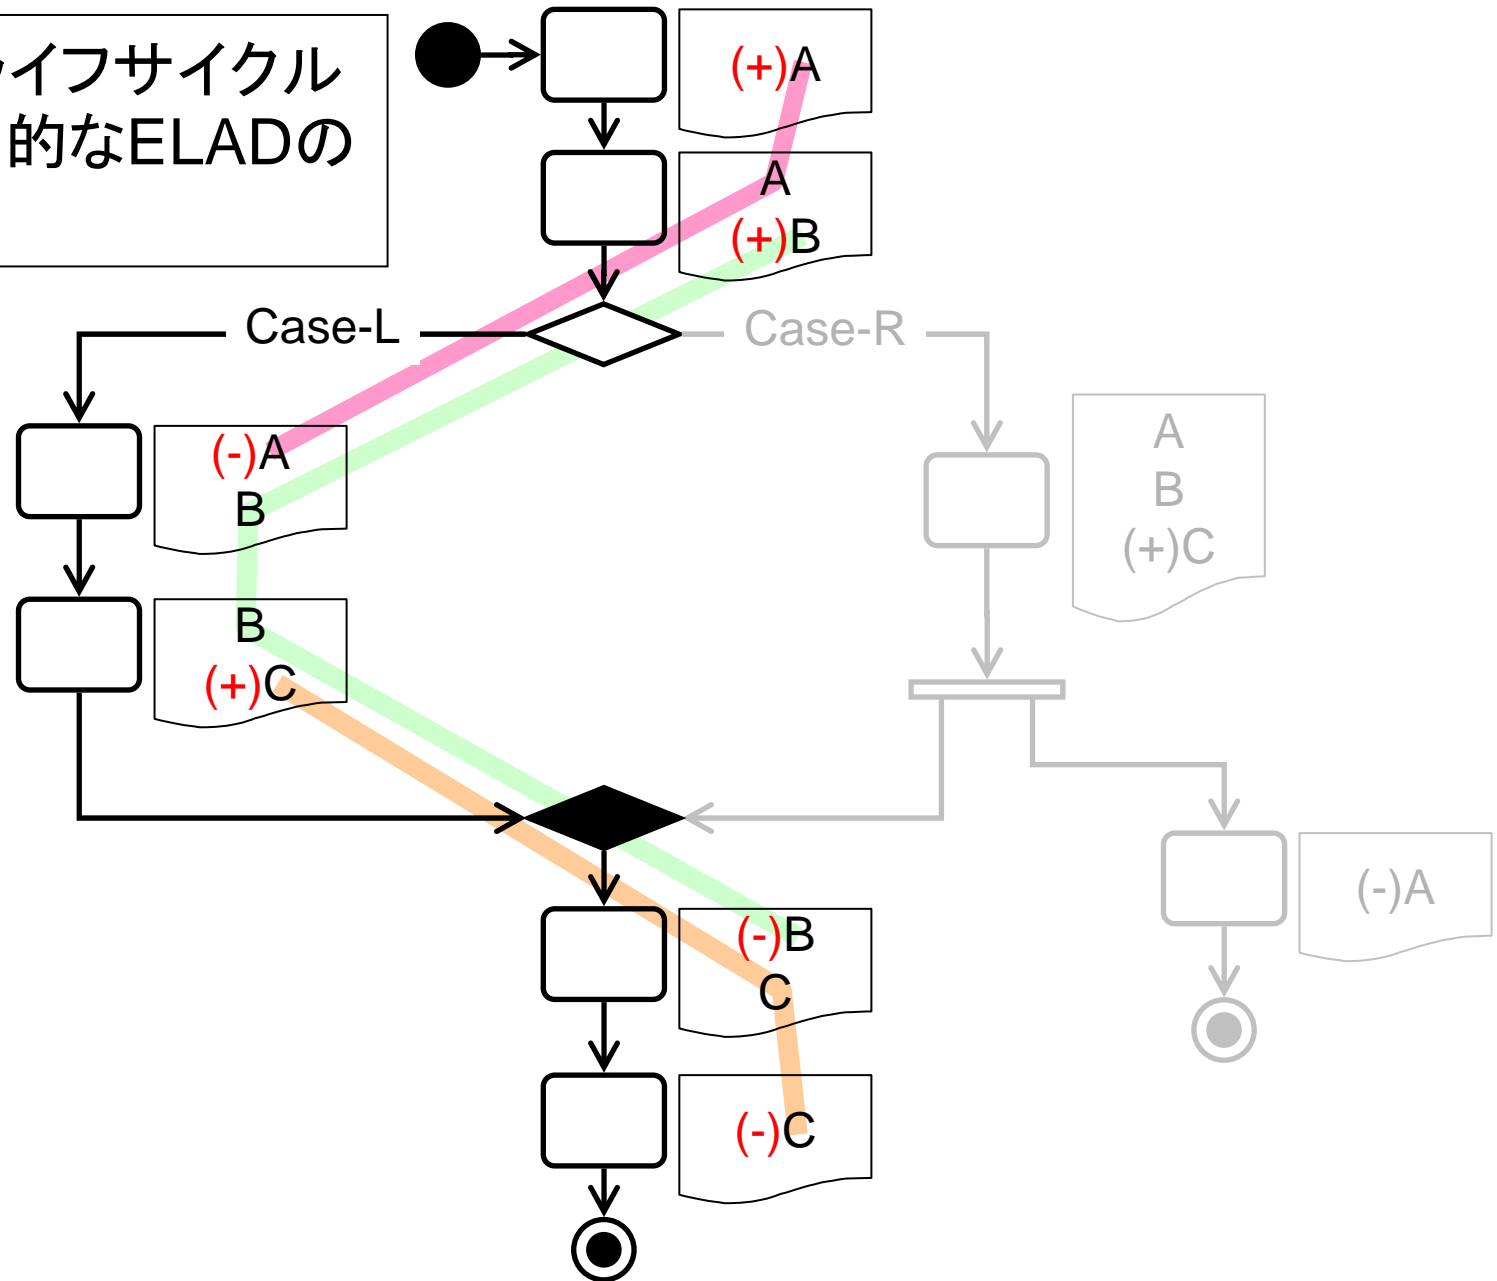 イフサイクル
的なELADの
(+)A
A
(+)B
Case-L
Case-R
(-)A
B
A
B
(+)C
B
(+)C
(-)A
(-)B
C
(-)C